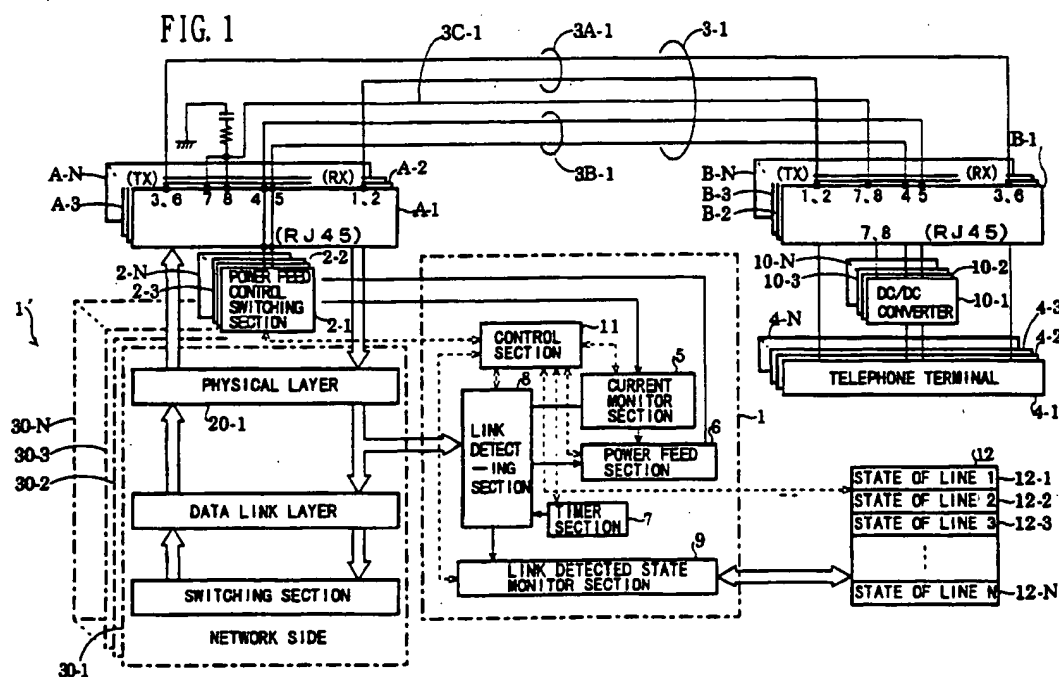 FIG. 1
3C-1
3A-1
3-1
3B-1
A-N
A-3
A-2
A-1
(TX)
(RX)
3, 6
7
8
4
5
1, 2
(RJ45)
B-N
B-3
B-2
B-1
(TX)
(RX)
1, 2
7, 8
4
5
3, 6
7, 8
(RJ45)
2-N
2-3
2-2
2-1
POWER FEED
CONTROL
SWITCHING
SECTION
10-N
10-3
10-2
10-1
DC/DC
CONVERTER
4-N
4-3
4-2
4-1
TELEPHONE TERMINAL
1'
11
CONTROL
SECTION
8
LINK
DETECT
-ING
SECTION
5
CURRENT
MONITOR
SECTION
6
POWER FEED
SECTION
TIMER
SECTION
7
9
LINK DETECTED STATE
MONITOR SECTION
1
PHYSICAL LAYER
20-1
DATA LINK LAYER
SWITCHING SECTION
NETWORK SIDE
30-N
30-3
30-2
30-1
12
STATE OF LINE 1
12-1
STATE OF LINE 2
12-2
STATE OF LINE 3
12-3
STATE OF LINE N
12-N